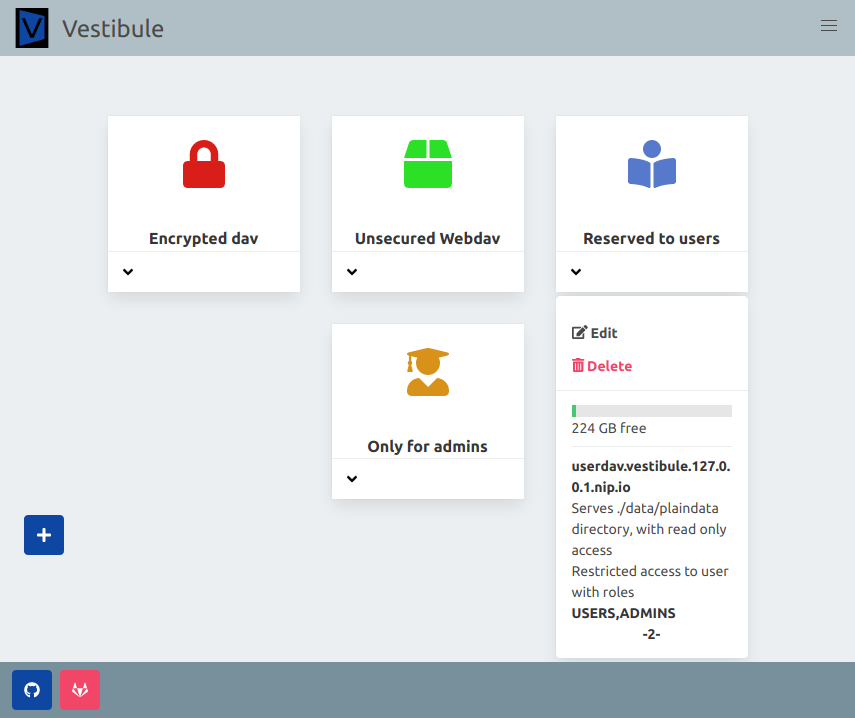 V Vestibule
Encrypted dav
Unsecured Webdav
Reserved to users
Edit
Delete
224 GB free
userdav.vestibule.127.0.
0.1.nip.io
Serves ./data/plaindata
directory, with read only
access
Restricted access to user
with roles
USERS,ADMINS
-2-
Only for admins